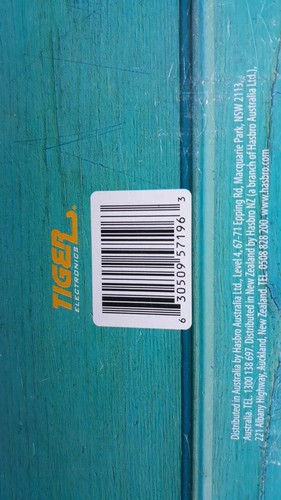 TIGER
ELECTRONICS
6 30509 57196 3
Distributed in Australia by Hasbro Australia Ltd., Level 4, 67-71 Epping Rd, Macquarie Park, NSW 2113,
Australia. TEL. 1300 138 697. Distributed in New Zealand by Hasbro NZ (a branch of Hasbro Australia Ltd.),
221 Albany Highway, Auckland, New Zealand. TEL. 0508 828 200. www.hasbro.com